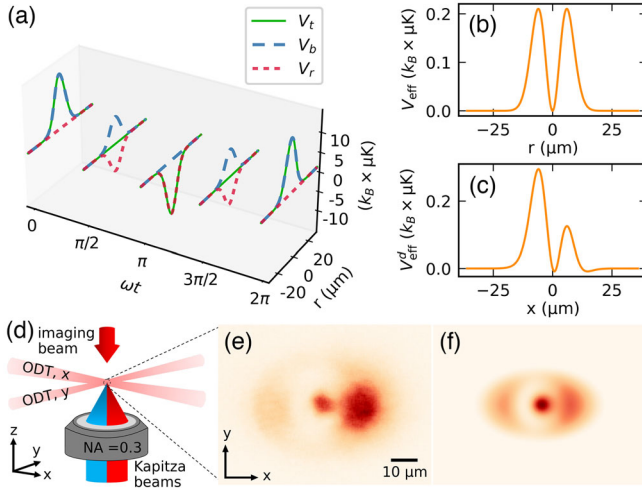 (a)
V_t
V_b
V_r
10
5
0
-5
-10
(k_B × μK)
0
π/2
π
3π/2
2π
ωt
20
0
-20
r (μm)
(b)
V_eff (k_B × μK)
0.2
0.1
0.0
-25
0
25
r (μm)
(c)
V^d_eff (k_B × μK)
0.2
0.0
-25
0
25
x (μm)
(d)
imaging
beam
ODT, x
ODT, y
NA =0.3
Kapitza
beams
z
y
x
(e)
y
x
10 μm
(f)